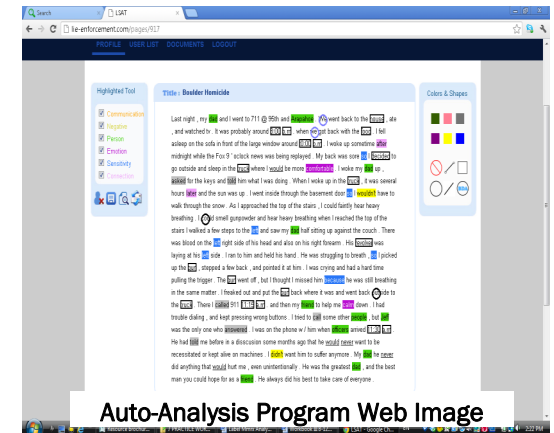 Search
LSAT
lie-enforcement.com/pages/917
PROFILE USER LIST DOCUMENTS LOGOUT
Highlighted Tool
Communication
Negative
Person
Emotion
Sensitivity
Connection
Title : Boulder Homicide
Last night , my dad and I went to 711 @ 95th and Arapahoe . We went back to the house , ate
, and watched tv . It was probably around 9:00 p.m . when we got back with the food . I fell
asleep on the sofa in front of the large window around 10:00 p.m . I woke up sometime after
midnight while the Fox 9 ' oclock news was being replayed . My back was sore so I decided to
go outside and sleep in the truck where I would be more comfortable . I woke my dad up ,
asked for the keys and told him what I was doing . When I woke up in the truck , it was several
hours later and the sun was up . I went inside through the basement door so I wouldn't have to
walk through the snow . As I approached the top of the stairs , I could faintly hear heavy
breathing . I could smell gunpowder and hear heavy breathing when I reached the top of the
stairs I walked a few steps to the left and saw my dad half sitting up against the couch . There
was blood on the left right side of his head and also on his right forearm . His revolver was
laying at his left side . I ran to him and held his hand . He was struggling to breath , so I picked
up the gun , stepped a few back , and pointed it at him . I was crying and had a hard time
pulling the trigger . The gun went off , but I thought I missed him because he was still breathing
in the same matter . I freaked out and put the gun back where it was and went back outside to
the truck . There I called 911 11:19 a.m . and then my friend to help me calm down . I had
trouble dialing , and kept pressing wrong buttons . I tried to call some other people , but Jeff
was the only one who answered . I was on the phone w / him when officers arrived 11:30 a.m .
He had told me before in a disscusion some months ago that he would never want to be
necessitated or kept alive on machines . I didn't want him to suffer anymore . My dad he never
did anything that would hurt me , even unintentionally . He was the greatest dad , and the best
man you could hope for as a friend . He always did his best to take care of everyone .
Colors & Shapes
Auto-Analysis Program Web Image
2:22 PM